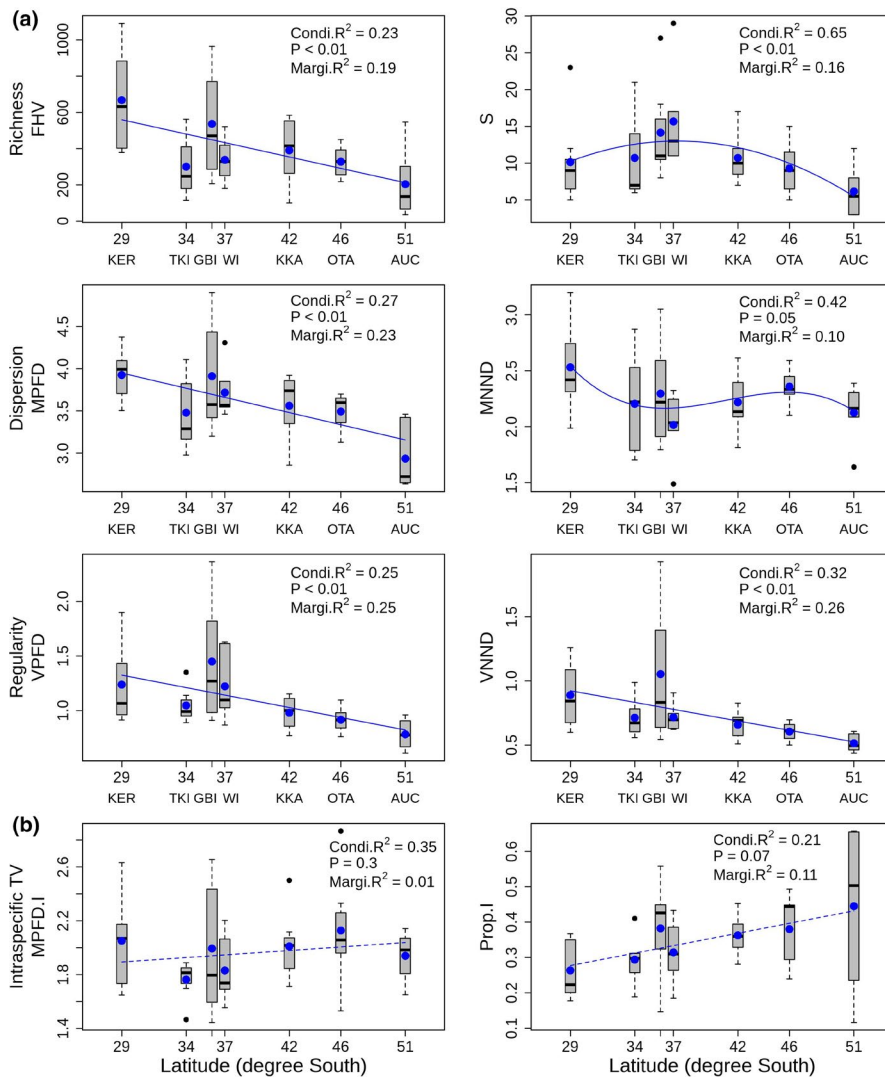 (a)
Richness
FHV
1000
600
200
0
Condi.R² = 0.23
P < 0.01
Margi.R² = 0.19
29 34 37 42 46 51
KER TKI GBI WI KKA OTA AUC
S
30
25
20
15
10
5
Condi.R² = 0.65
P < 0.01
Margi.R² = 0.16
29 34 37 42 46 51
KER TKI GBI WI KKA OTA AUC
Dispersion
MPFD
4.5
4.0
3.5
3.0
Condi.R² = 0.27
P < 0.01
Margi.R² = 0.23
29 34 37 42 46 51
KER TKI GBI WI KKA OTA AUC
MNND
3.0
2.5
2.0
1.5
Condi.R² = 0.42
P = 0.05
Margi.R² = 0.10
29 34 37 42 46 51
KER TKI GBI WI KKA OTA AUC
Regularity
VPFD
2.0
1.5
1.0
Condi.R² = 0.25
P < 0.01
Margi.R² = 0.25
29 34 37 42 46 51
KER TKI GBI WI KKA OTA AUC
VNND
1.5
1.0
0.5
Condi.R² = 0.32
P < 0.01
Margi.R² = 0.26
29 34 37 42 46 51
KER TKI GBI WI KKA OTA AUC
(b)
Intraspecific TV
MPFD.I
2.6
2.2
1.8
1.4
Condi.R² = 0.35
P = 0.3
Margi.R² = 0.01
29 34 37 42 46 51
Latitude (degree South)
Prop.I
0.6
0.5
0.4
0.3
0.2
0.1
Condi.R² = 0.21
P = 0.07
Margi.R² = 0.11
29 34 37 42 46 51
Latitude (degree South)